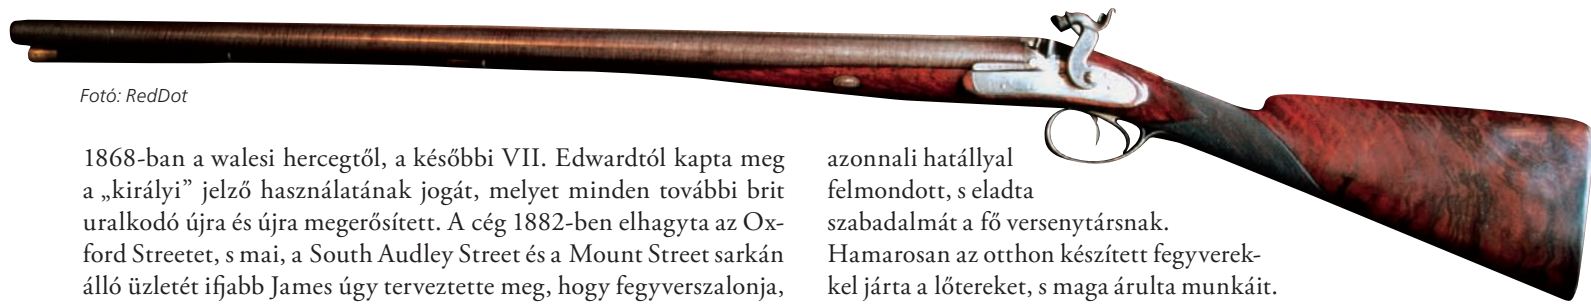 Fotó: RedDot
1868-ban a walesi hercegtől, a későbbi VII. Edwardtól kapta meg
a „királyi” jelző használatának jogát, melyet minden további brit
uralkodó újra és újra megerősített. A cég 1882-ben elhagyta az Ox-
ford Streetet, s mai, a South Audley Street és a Mount Street sarkán
álló üzletét ifjabb James úgy terveztette meg, hogy fegyverszalonja,
azonnali hatállyal
felmondott, s eladta
szabadalmát a fő versenytársnak.
Hamarosan az otthon készített fegyverek-
kel járta a lőtereket, s maga árulta munkáit.